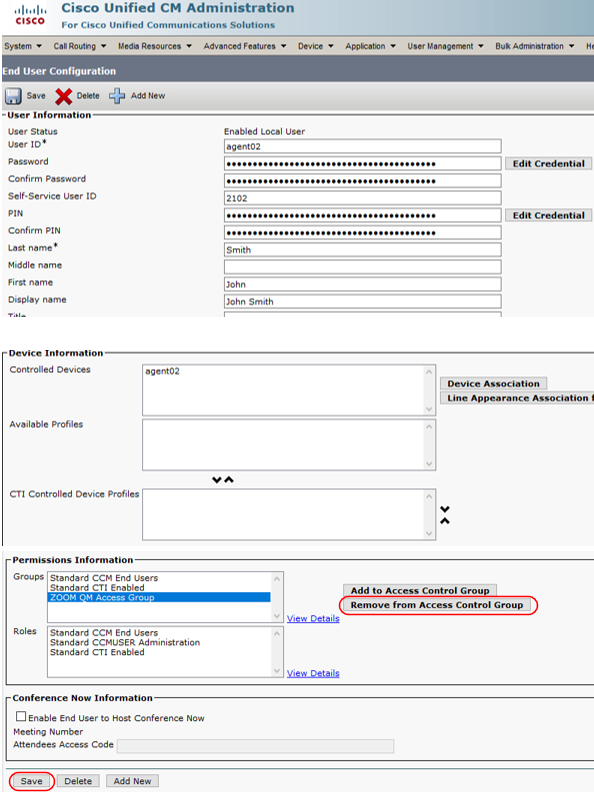 Cisco Unified CM Administration
CISCO
For Cisco Unified Communications Solutions
System Call Routing Media Resources Advanced Features Device Application User Management Bulk Administration He
End User Configuration
Save Delete Add New
User Information
User Status Enabled Local User
User ID* agent02
Password •••••••••••••••••••••••••••••••••••••••• Edit Credential
Confirm Password ••••••••••••••••••••••••••••••••••••••••
Self-Service User ID 2102
PIN •••••••••••••••••••••••••••••••••••••••• Edit Credential
Confirm PIN ••••••••••••••••••••••••••••••••••••••••
Last name* Smith
Middle name
First name John
Display name John Smith
Title
Device Information
Controlled Devices agent02
Device Association
Line Appearance Association f
Available Profiles
CTI Controlled Device Profiles
Permissions Information
Groups Standard CCM End Users
Standard CTI Enabled
ZOOM QM Access Group
Add to Access Control Group
Remove from Access Control Group
View Details
Roles Standard CCM End Users
Standard CCMUSER Administration
Standard CTI Enabled
View Details
Conference Now Information
Enable End User to Host Conference Now
Meeting Number
Attendees Access Code
Save Delete Add New